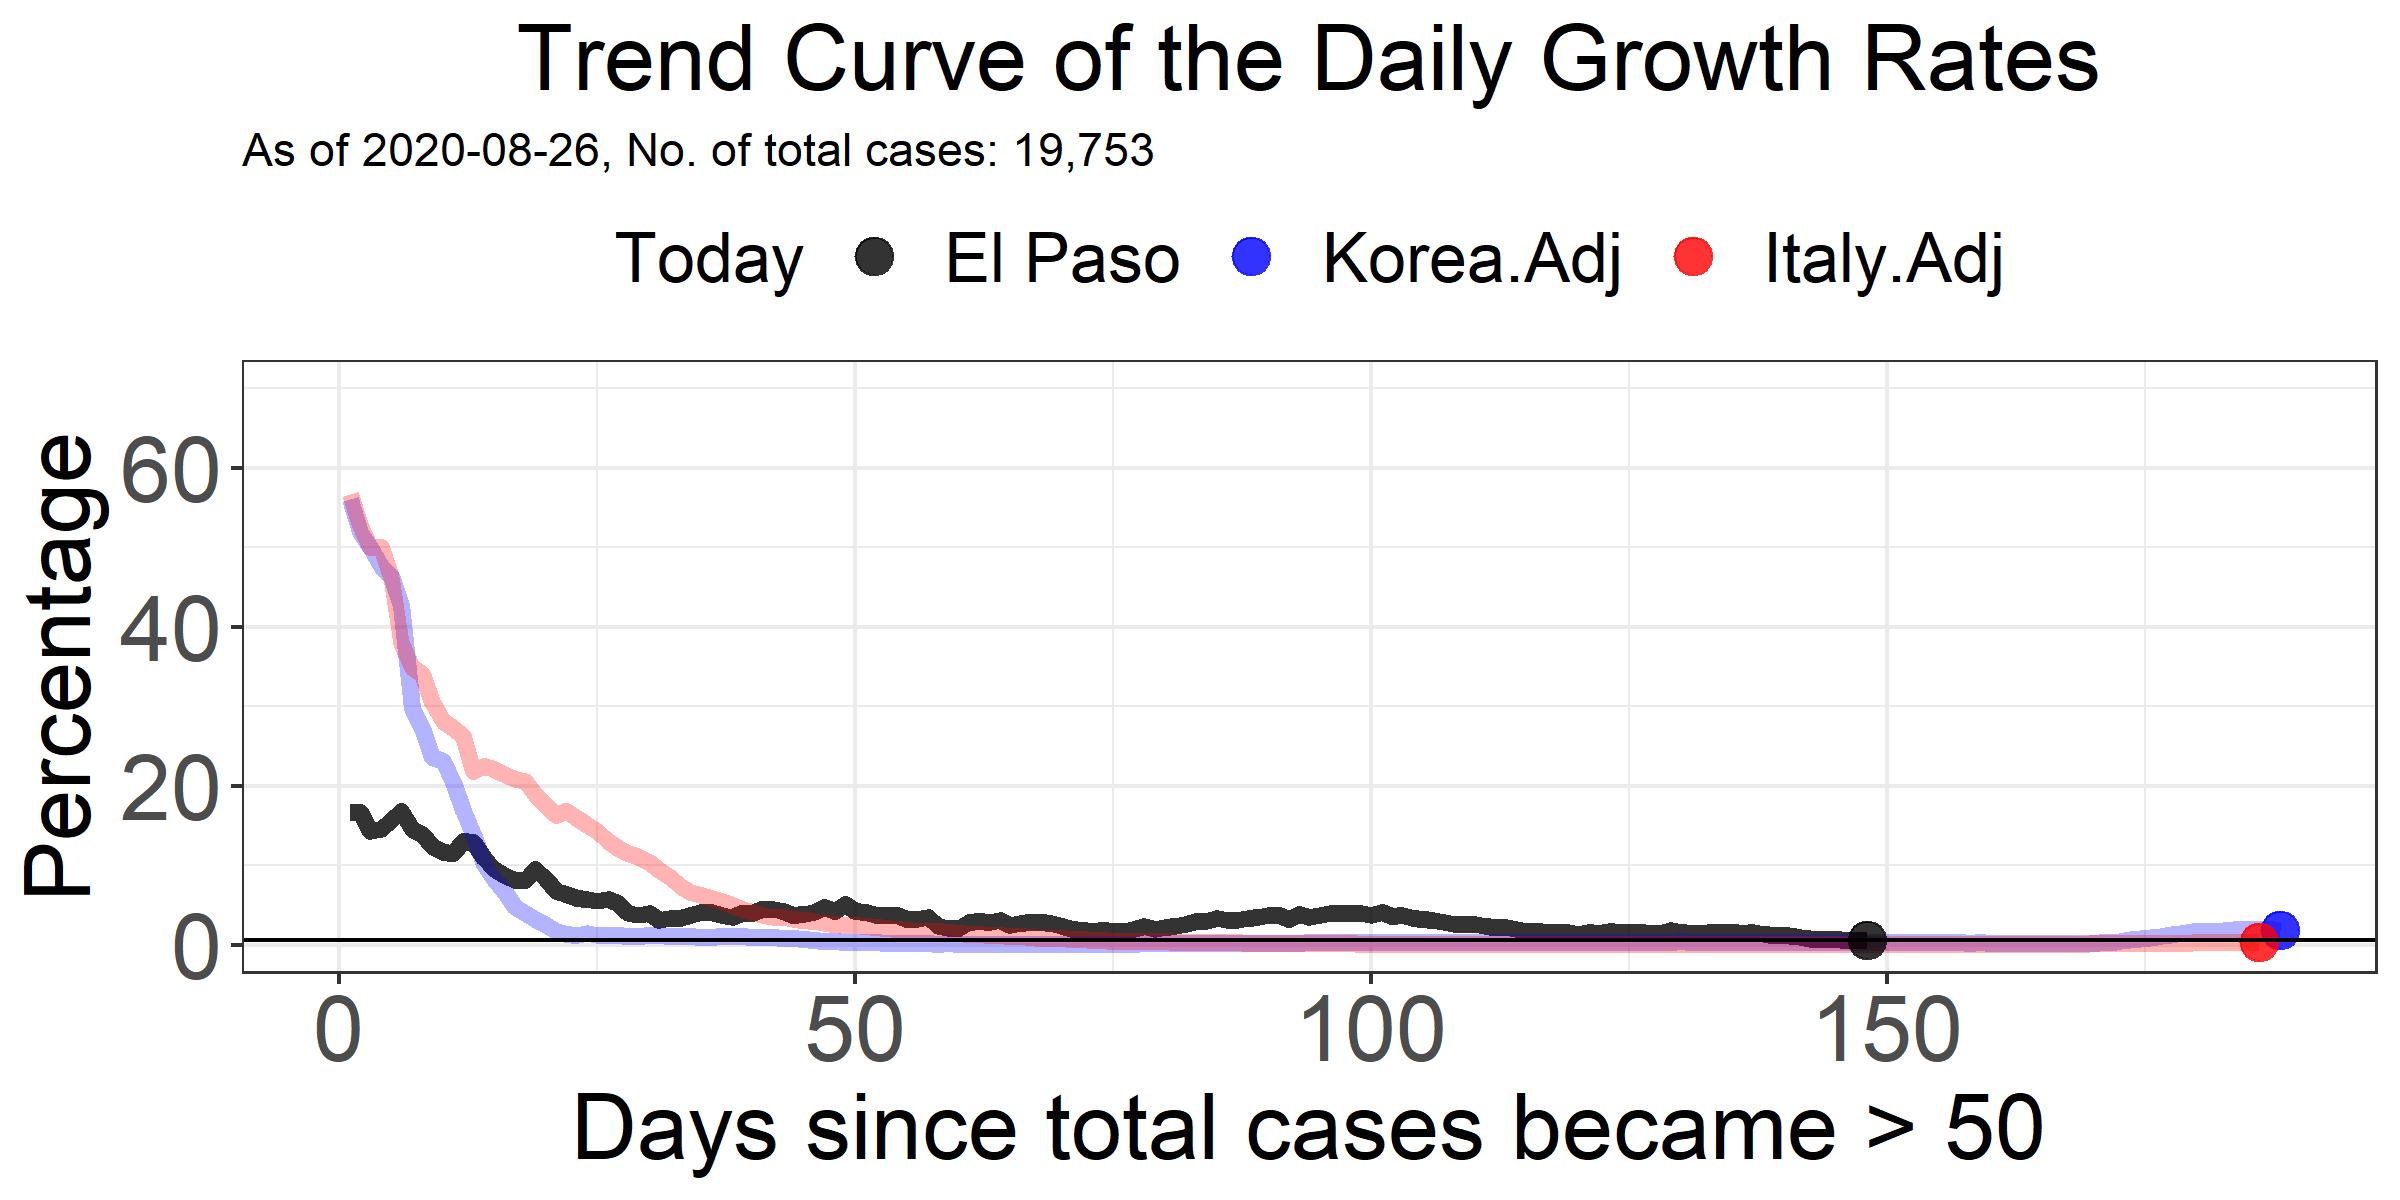 Trend Curve of the Daily Growth Rates
As of 2020-08-26, No. of total cases: 19,753
Today El Paso Korea.Adj Italy.Adj
Percentage
60
40
20
0
0 50 100 150
Days since total cases became > 50